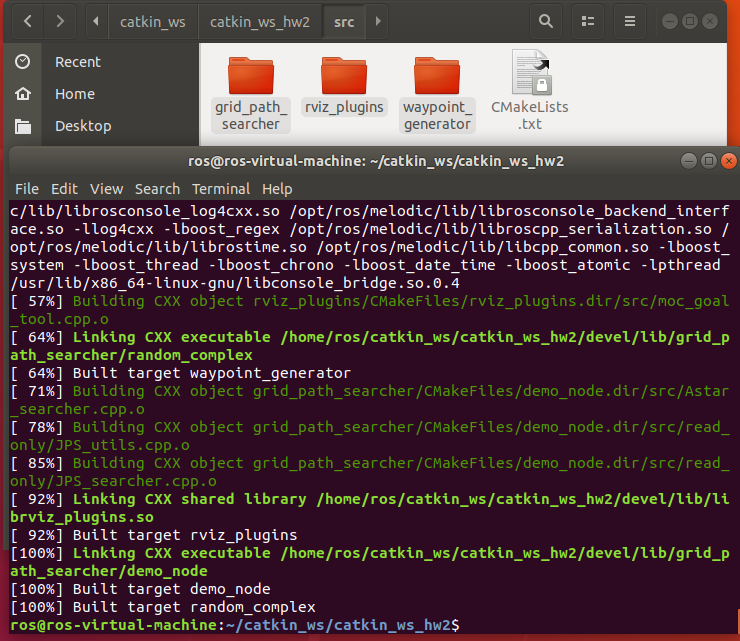 catkin_ws catkin_ws_hw2 src
Recent
Home
Desktop
grid_path_
searcher
rviz_plugins
waypoint_
generator
CMakeLists
.txt
ros@ros-virtual-machine: ~/catkin_ws/catkin_ws_hw2
File Edit View Search Terminal Help
c/lib/librosconsole_log4cxx.so /opt/ros/melodic/lib/librosconsole_backend_interf
ace.so -llog4cxx -lboost_regex /opt/ros/melodic/lib/libroscpp_serialization.so /
opt/ros/melodic/lib/librostime.so /opt/ros/melodic/lib/libcpp_common.so -lboost_
system -lboost_thread -lboost_chrono -lboost_date_time -lboost_atomic -lpthread
/usr/lib/x86_64-linux-gnu/libconsole_bridge.so.0.4
[ 57%] Building CXX object rviz_plugins/CMakeFiles/rviz_plugins.dir/src/moc_goal
_tool.cpp.o
[ 64%] Linking CXX executable /home/ros/catkin_ws/catkin_ws_hw2/devel/lib/grid_p
ath_searcher/random_complex
[ 64%] Built target waypoint_generator
[ 71%] Building CXX object grid_path_searcher/CMakeFiles/demo_node.dir/src/Astar
_searcher.cpp.o
[ 78%] Building CXX object grid_path_searcher/CMakeFiles/demo_node.dir/src/read_
only/JPS_utils.cpp.o
[ 85%] Building CXX object grid_path_searcher/CMakeFiles/demo_node.dir/src/read_
only/JPS_searcher.cpp.o
[ 92%] Linking CXX shared library /home/ros/catkin_ws/catkin_ws_hw2/devel/lib/li
brviz_plugins.so
[ 92%] Built target rviz_plugins
[100%] Linking CXX executable /home/ros/catkin_ws/catkin_ws_hw2/devel/lib/grid_p
ath_searcher/demo_node
[100%] Built target demo_node
[100%] Built target random_complex
ros@ros-virtual-machine:~/catkin_ws/catkin_ws_hw2$